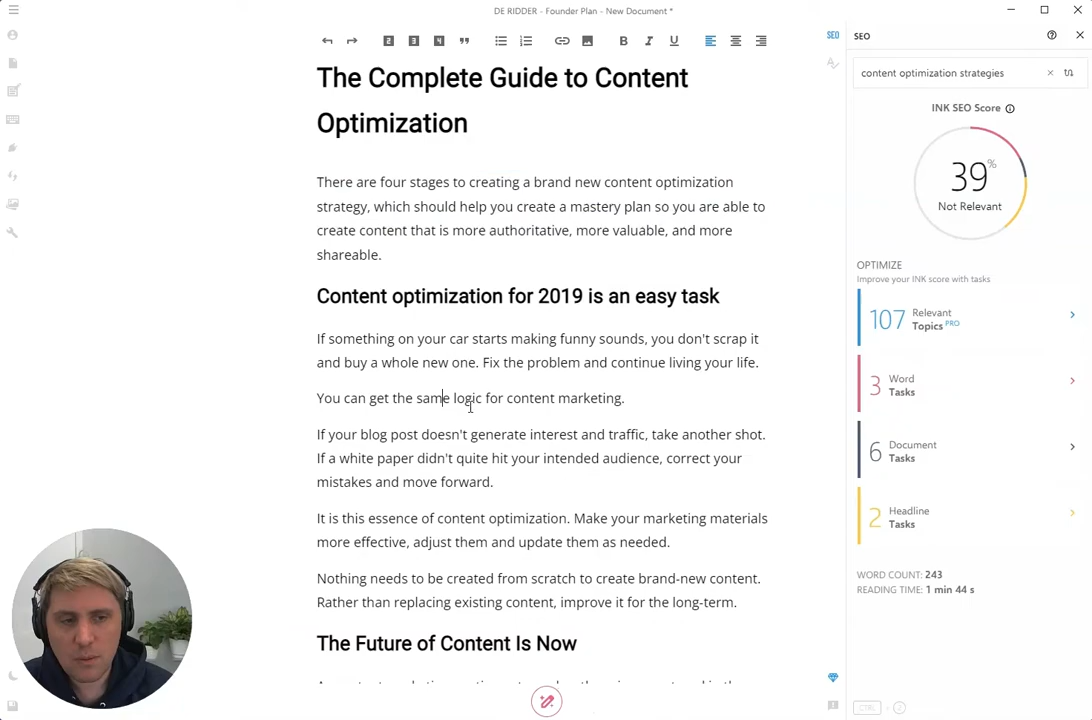 DE RIDDER - Founder Plan - New Document *
SEO
SEO
content optimization strategies
The Complete Guide to Content
Optimization
There are four stages to creating a brand new content optimization
strategy, which should help you create a mastery plan so you are able to
create content that is more authoritative, more valuable, and more
shareable.
Content optimization for 2019 is an easy task
If something on your car starts making funny sounds, you don't scrap it
and buy a whole new one. Fix the problem and continue living your life.
You can get the same logic for content marketing.
If your blog post doesn't generate interest and traffic, take another shot.
If a white paper didn't quite hit your intended audience, correct your
mistakes and move forward.
It is this essence of content optimization. Make your marketing materials
more effective, adjust them and update them as needed.
Nothing needs to be created from scratch to create brand-new content.
Rather than replacing existing content, improve it for the long-term.
The Future of Content Is Now
INK SEO Score
39%
Not Relevant
OPTIMIZE
Improve your INK score with tasks
107 Relevant
Topics PRO
3 Word
Tasks
6 Document
Tasks
2 Headline
Tasks
WORD COUNT: 243
READING TIME: 1 min 44 s
CTRL